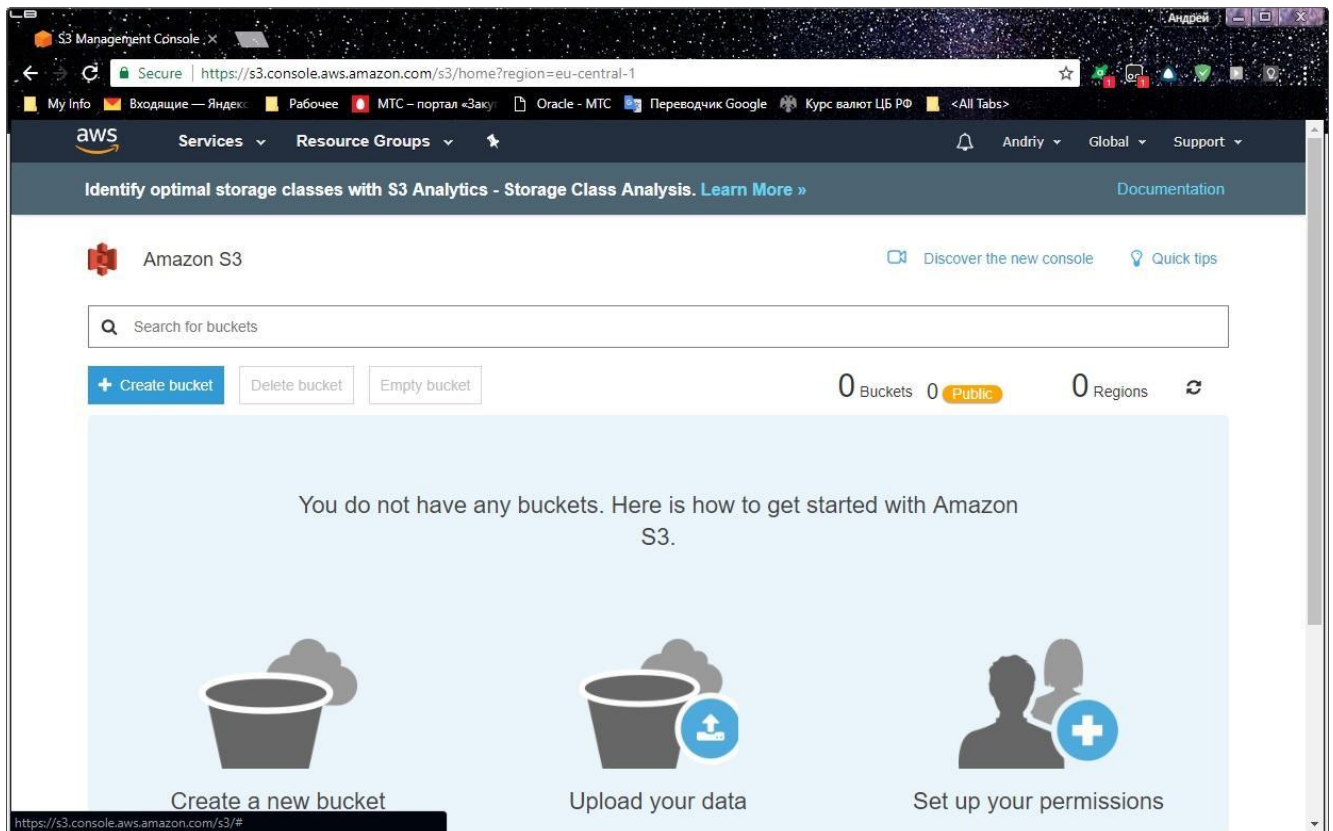 Андрей
S3 Management Console
Secure | https://s3.console.aws.amazon.com/s3/home?region=eu-central-1
My Info Входящие — Яндекс Рабочее МТС – портал «Заку Oracle - МТС Переводчик Google Курс валют ЦБ РФ <All Tabs>
aws Services Resource Groups Andriy Global Support
Identify optimal storage classes with S3 Analytics - Storage Class Analysis. Learn More » Documentation
Amazon S3 Discover the new console Quick tips
Search for buckets
Create bucket Delete bucket Empty bucket 0 Buckets 0 Public 0 Regions
You do not have any buckets. Here is how to get started with Amazon
S3.
Create a new bucket Upload your data Set up your permissions
https://s3.console.aws.amazon.com/s3/#